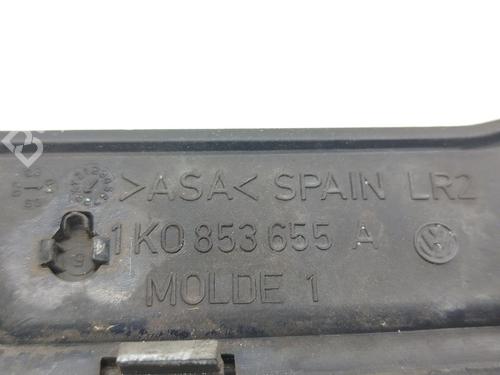 >ASA< SPAIN LR2
1K0 853 655 A
MOLDE 1